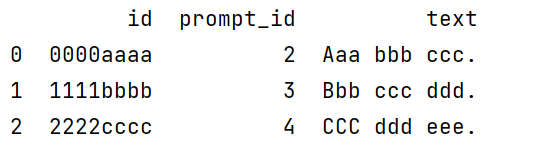 id prompt_id text
0 0000aaaa 2 Aaa bbb ccc.
1 1111bbbb 3 Bbb ccc ddd.
2 2222cccc 4 CCC ddd eee.